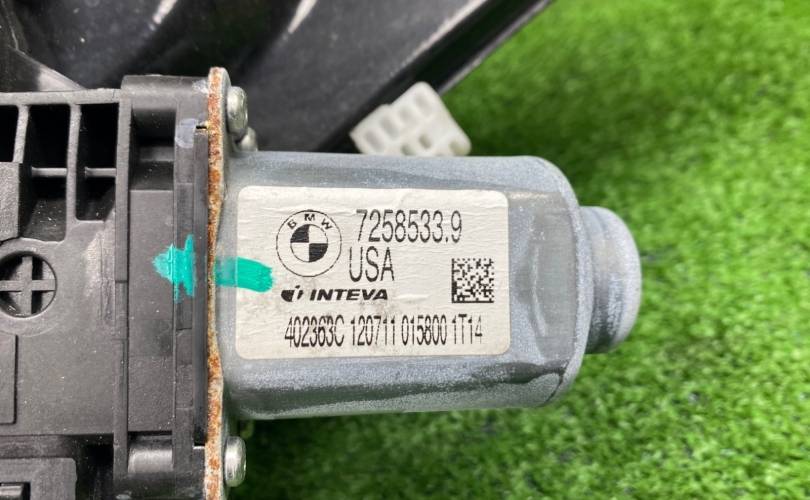 BMW
7258533.9
USA
INTEVA
402363C 120711 015800 1T14